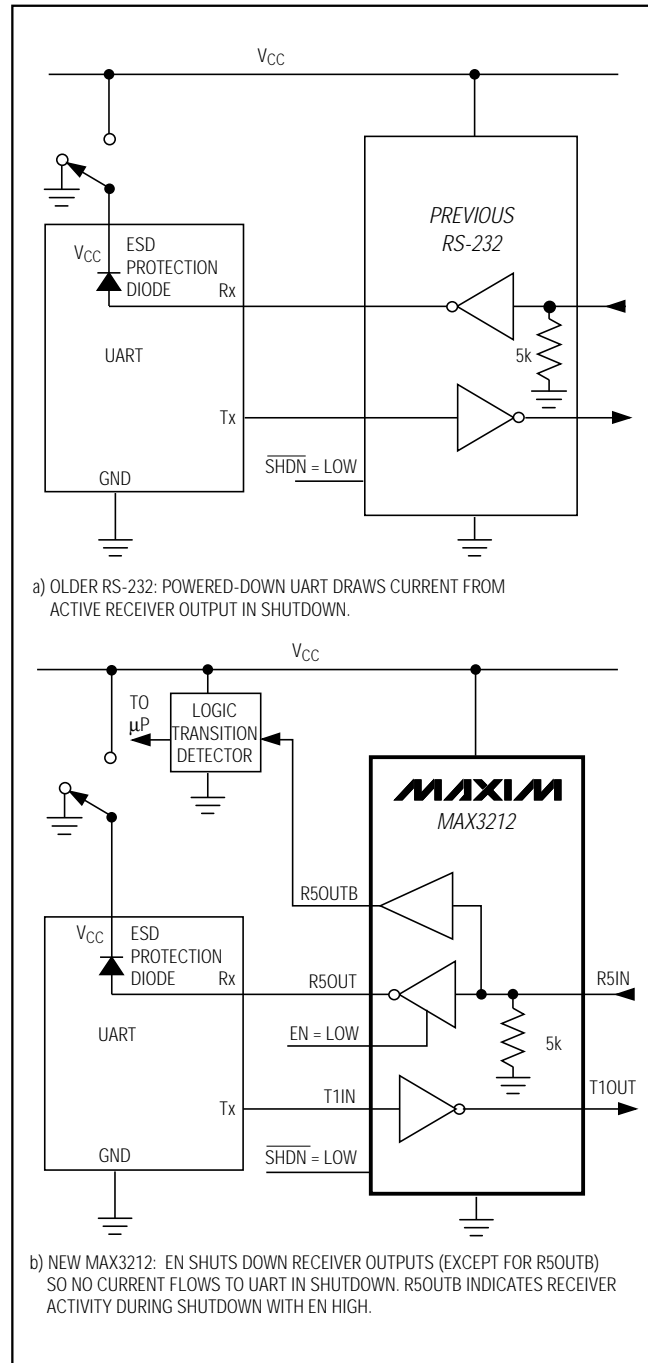 VCC
PREVIOUS
RS-232
VCC
ESD
PROTECTION
DIODE
Rx
5k
UART
Tx
SHDN = LOW
GND
a) OLDER RS-232: POWERED-DOWN UART DRAWS CURRENT FROM
ACTIVE RECEIVER OUTPUT IN SHUTDOWN.
VCC
TO
µP
LOGIC
TRANSITION
DETECTOR
MAXIM
MAX3212
R5OUTB
VCC
ESD
PROTECTION
DIODE
Rx
R5OUT
R5IN
UART
EN = LOW
5k
Tx
T1IN
T1OUT
SHDN = LOW
GND
b) NEW MAX3212: EN SHUTS DOWN RECEIVER OUTPUTS (EXCEPT FOR R5OUTB)
SO NO CURRENT FLOWS TO UART IN SHUTDOWN. R5OUTB INDICATES RECEIVER
ACTIVITY DURING SHUTDOWN WITH EN HIGH.